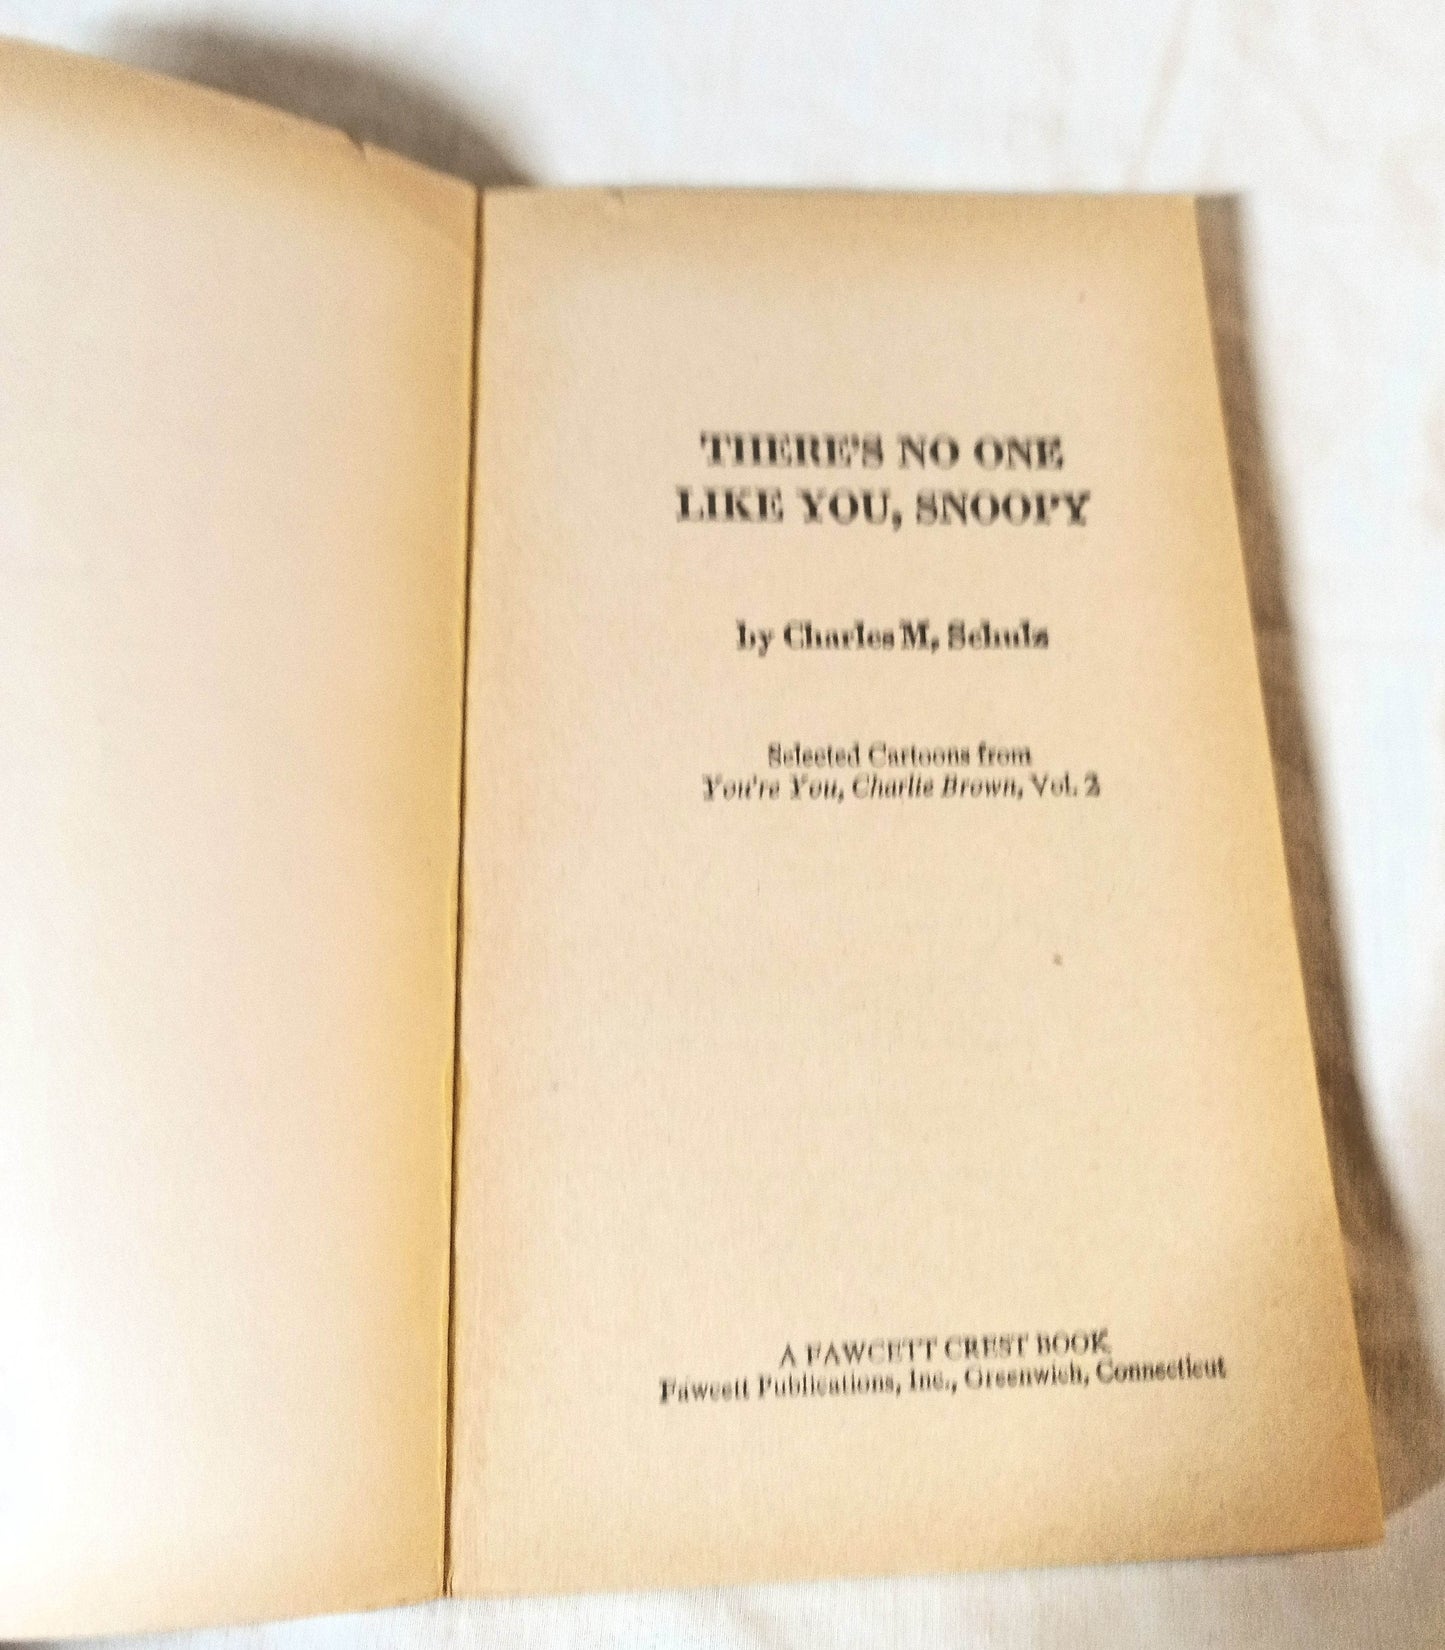 THERE'S NO ONE
LIKE YOU, SNOOPY
by Charles M. Schulz
Selected Cartoons from
You're You, Charlie Brown, Vol. 2
A FAWCETT CREST BOOK
Fawcett Publications, Inc., Greenwich, Connecticut